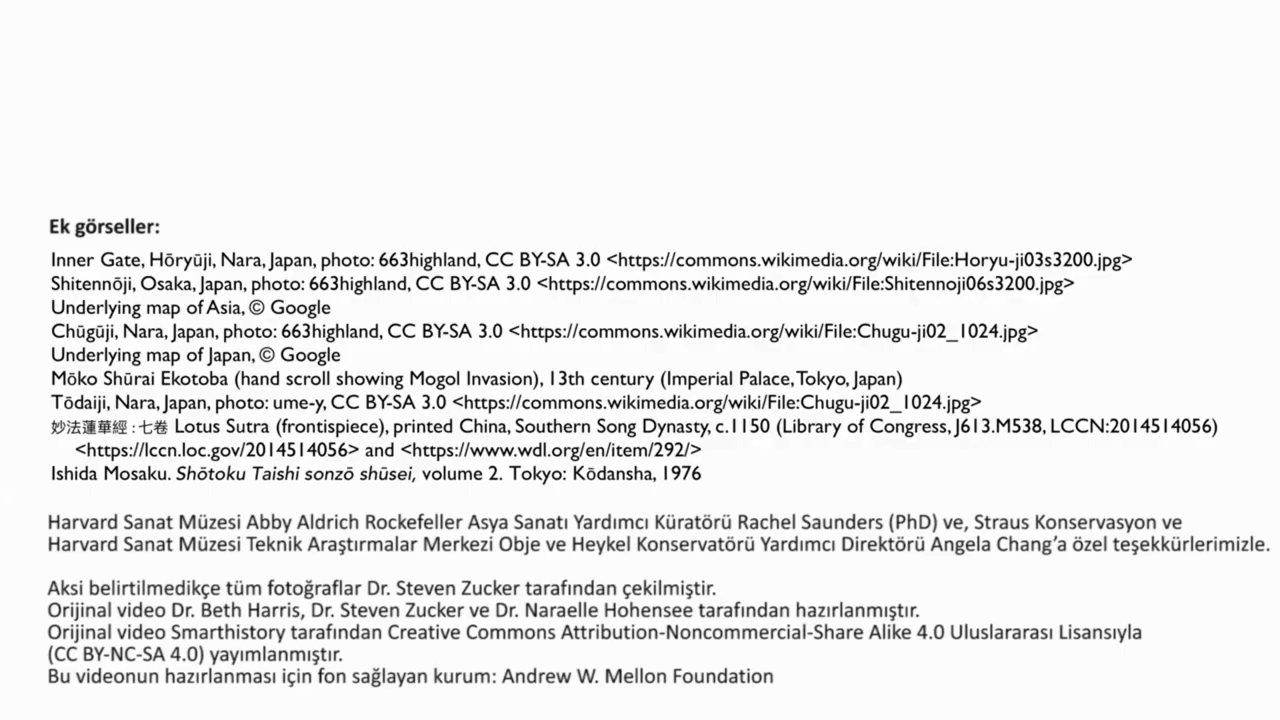 Ek görseller:
Inner Gate, Hōryūji, Nara, Japan, photo: 663highland, CC BY-SA 3.0 <https://commons.wikimedia.org/wiki/File:Horyu-ji03s3200.jpg>
Shitennōji, Osaka, Japan, photo: 663highland, CC BY-SA 3.0 <https://commons.wikimedia.org/wiki/File:Shitennoji06s3200.jpg>
Underlying map of Asia, © Google
Chūgūji, Nara, Japan, photo: 663highland, CC BY-SA 3.0 <https://commons.wikimedia.org/wiki/File:Chugu-ji02_1024.jpg>
Underlying map of Japan, © Google
Mōko Shūrai Ekotoba (hand scroll showing Mogol Invasion), 13th century (Imperial Palace, Tokyo, Japan)
Tōdaiji, Nara, Japan, photo: ume-y, CC BY-SA 3.0 <https://commons.wikimedia.org/wiki/File:Chugu-ji02_1024.jpg>
妙法蓮華經 : 七卷 Lotus Sutra (frontispiece), printed China, Southern Song Dynasty, c.1150 (Library of Congress, J613.M538, LCCN:2014514056)
<https://lccn.loc.gov/2014514056> and <https://www.wdl.org/en/item/292/>
Ishida Mosaku. Shōtoku Taishi sonzō shūsei, volume 2. Tokyo: Kōdansha, 1976
Harvard Sanat Müzesi Abby Aldrich Rockefeller Asya Sanatı Yardımcı Küratörü Rachel Saunders (PhD) ve, Straus Konservasyon ve
Harvard Sanat Müzesi Teknik Araştırmalar Merkezi Obje ve Heykel Konservatörü Yardımcı Direktörü Angela Chang’a özel teşekkürlerimizle.
Aksi belirtilmedikçe tüm fotoğraflar Dr. Steven Zucker tarafından çekilmiştir.
Orijinal video Dr. Beth Harris, Dr. Steven Zucker ve Dr. Naraelle Hohensee tarafından hazırlanmıştır.
Orijinal video Smarthistory tarafından Creative Commons Attribution-Noncommercial-Share Alike 4.0 Uluslararası Lisansıyla
(CC BY-NC-SA 4.0) yayımlanmıştır.
Bu videonun hazırlanması için fon sağlayan kurum: Andrew W. Mellon Foundation